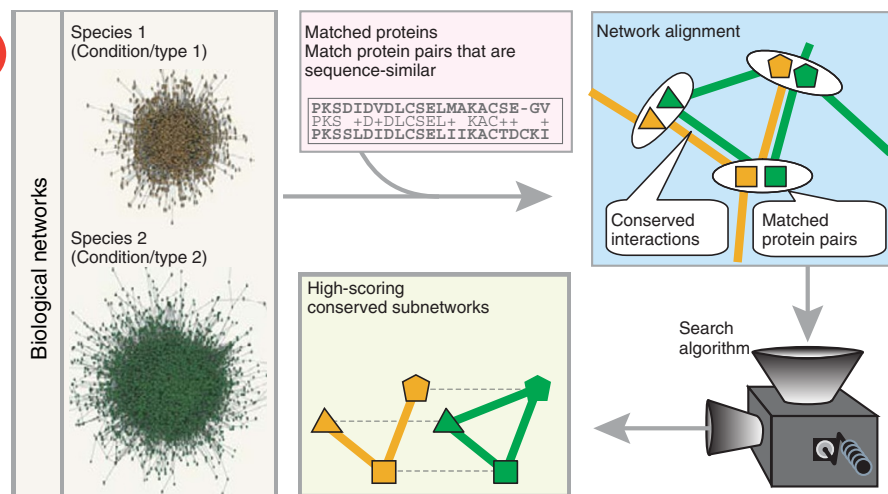 Biological networks
Species 1
(Condition/type 1)
Species 2
(Condition/type 2)
Matched proteins
Match protein pairs that are
sequence-similar
PKSDIDVDLCSELMAKACSE-GV
PKS +D+DLCSEL+ KAC++ +
PKSSLDIDLCSELIIKACTDCKI
Network alignment
Conserved
interactions
Matched
protein pairs
Search
algorithm
High-scoring
conserved subnetworks